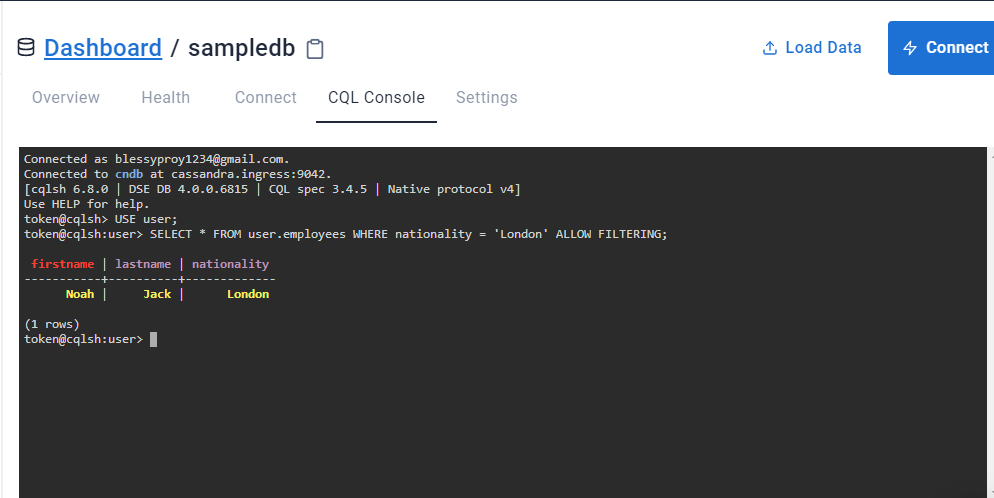 Dashboard / sampledb
Load Data
Connect
Overview Health Connect CQL Console Settings
Connected as blessyproy1234@gmail.com.
Connected to cndb at cassandra.ingress:9042.
[cqlsh 6.8.0 | DSE DB 4.0.0.6815 | CQL spec 3.4.5 | Native protocol v4]
Use HELP for help.
token@cqlsh> USE user;
token@cqlsh:user> SELECT * FROM user.employees WHERE nationality = 'London' ALLOW FILTERING;
firstname | lastname | nationality
-----------+----------+-------------
Noah | Jack | London
(1 rows)
token@cqlsh:user>